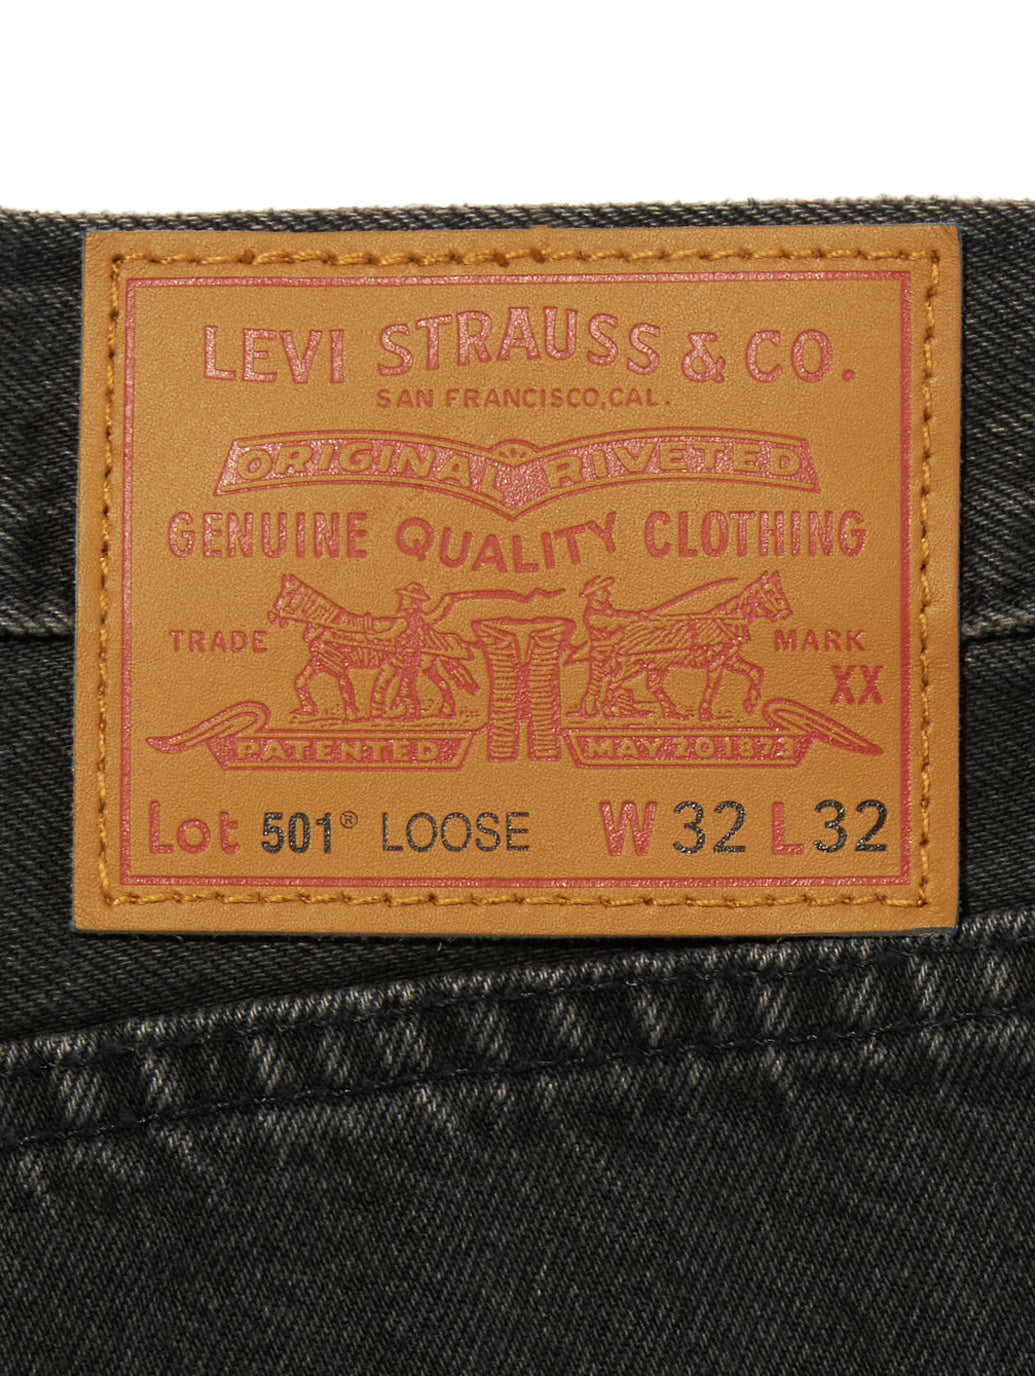 LEVI STRAUSS & CO.
SAN FRANCISCO, CAL.
ORIGINAL RIVETED
GENUINE QUALITY CLOTHING
TRADE MARK
XX
PATENTED MAY 20 1873
Lot 501® LOOSE W 32 L 32